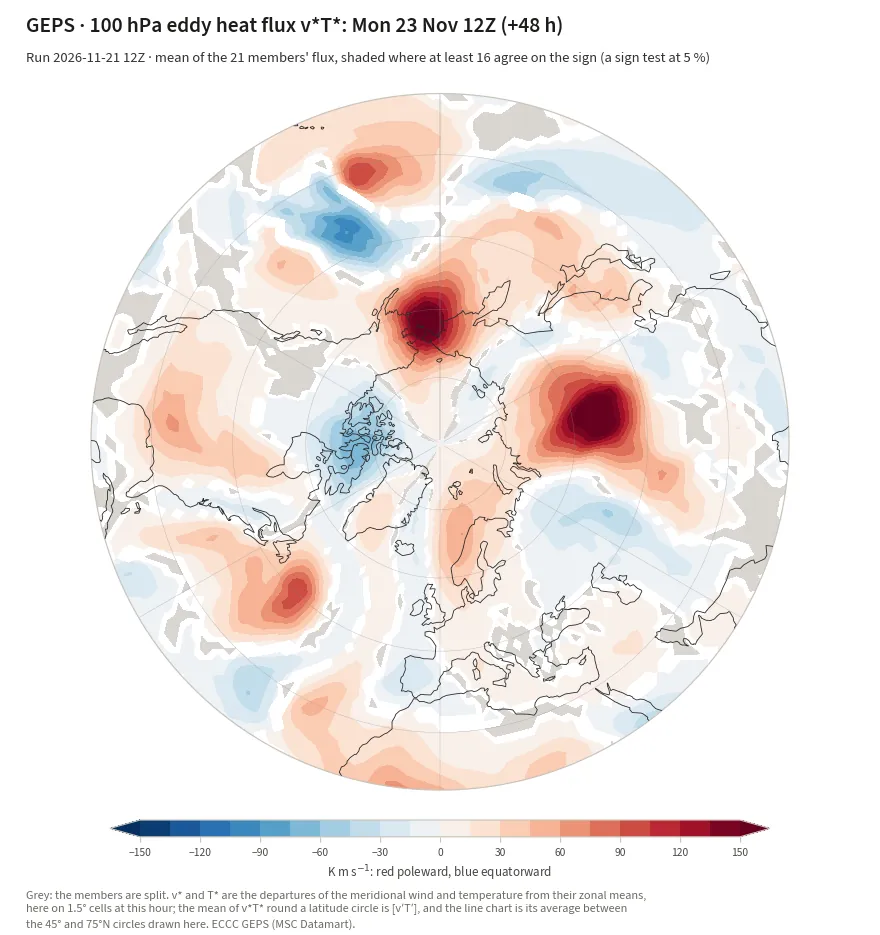 GEPS · 100 hPa eddy heat flux v*T*: Mon 23 Nov 12Z (+48 h)
Run 2026-11-21 12Z · mean of the 21 members' flux, shaded where at least 16 agree on the sign (a sign test at 5 %)
−150 −120 −90 −60 −30 0 30 60 90 120 150
K m s⁻¹: red poleward, blue equatorward
Grey: the members are split. v* and T* are the departures of the meridional wind and temperature from their zonal means,
here on 1.5° cells at this hour; the mean of v*T* round a latitude circle is [v'T'], and the line chart is its average between
the 45° and 75°N circles drawn here. ECCC GEPS (MSC Datamart).